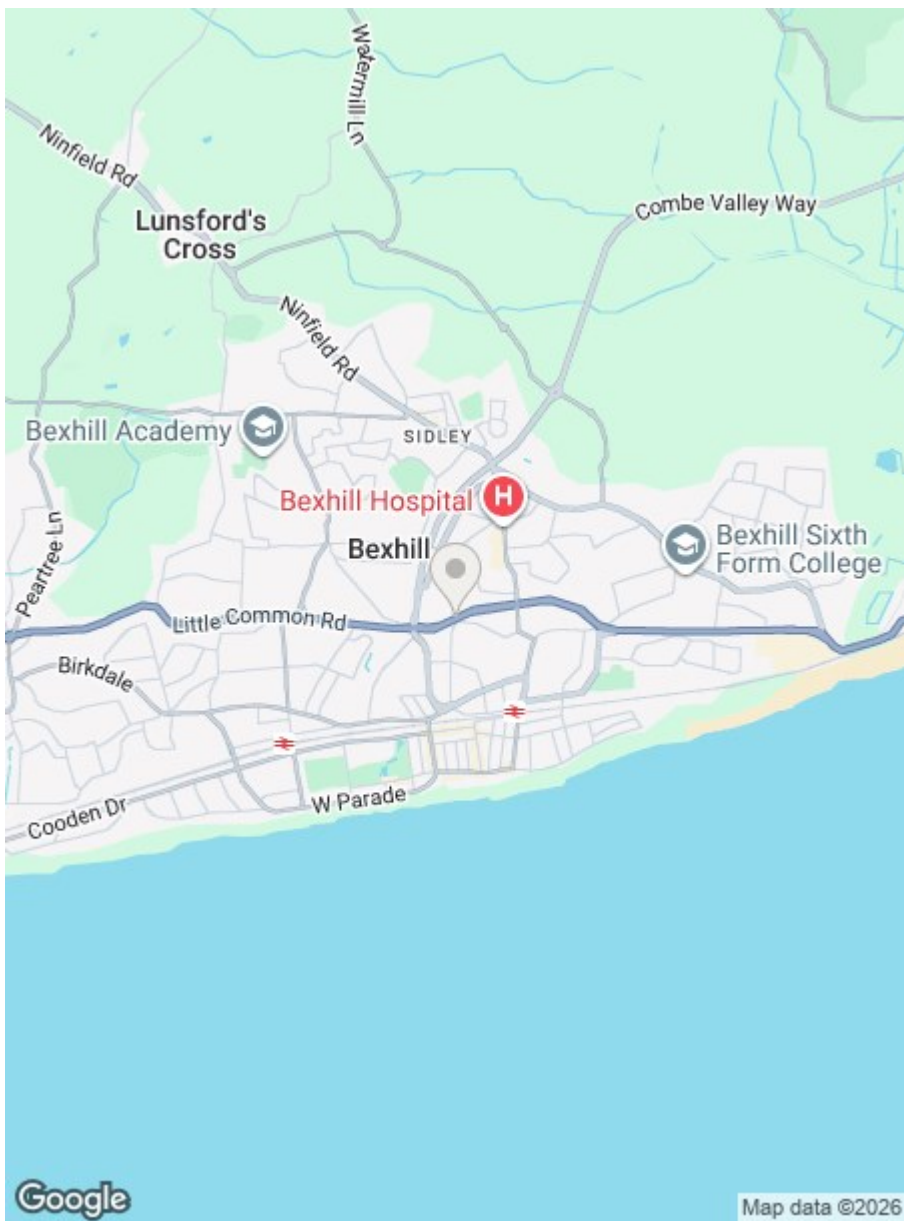 Watermill Ln
Ninfield Rd
Combe Valley Way
Lunsford's
Cross
Ninfield Rd
Bexhill Academy
SIDLEY
Bexhill Hospital
H
Peartree Ln
Bexhill
Bexhill Sixth
Form College
Little Common Rd
Birkdale
W Parade
Cooden Dr
Google
Map data ©2026